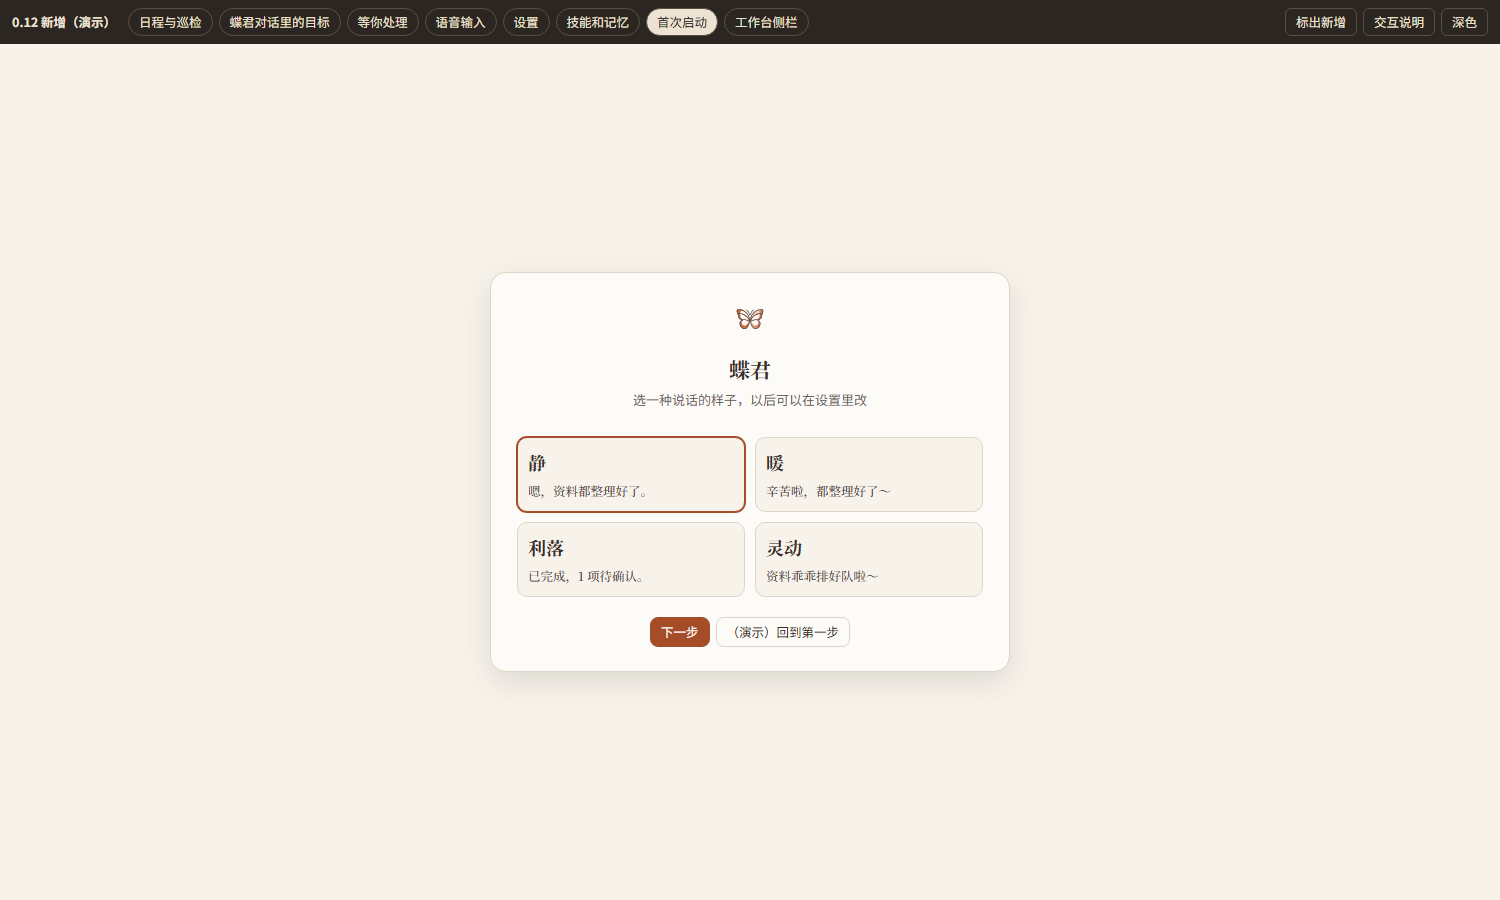 0.12 新增（演示） 日程与巡检 蝶君对话里的目标 等你处理 语音输入 设置 技能和记忆 首次启动 工作台侧栏 标出新增 交互说明 深色
蝶君
选一种说话的样子，以后可以在设置里改
静 暖
嗯，资料都整理好了。 辛苦啦，都整理好了～
利落 灵动
已完成，1 项待确认。 资料乖乖排好队啦～
下一步 （演示）回到第一步